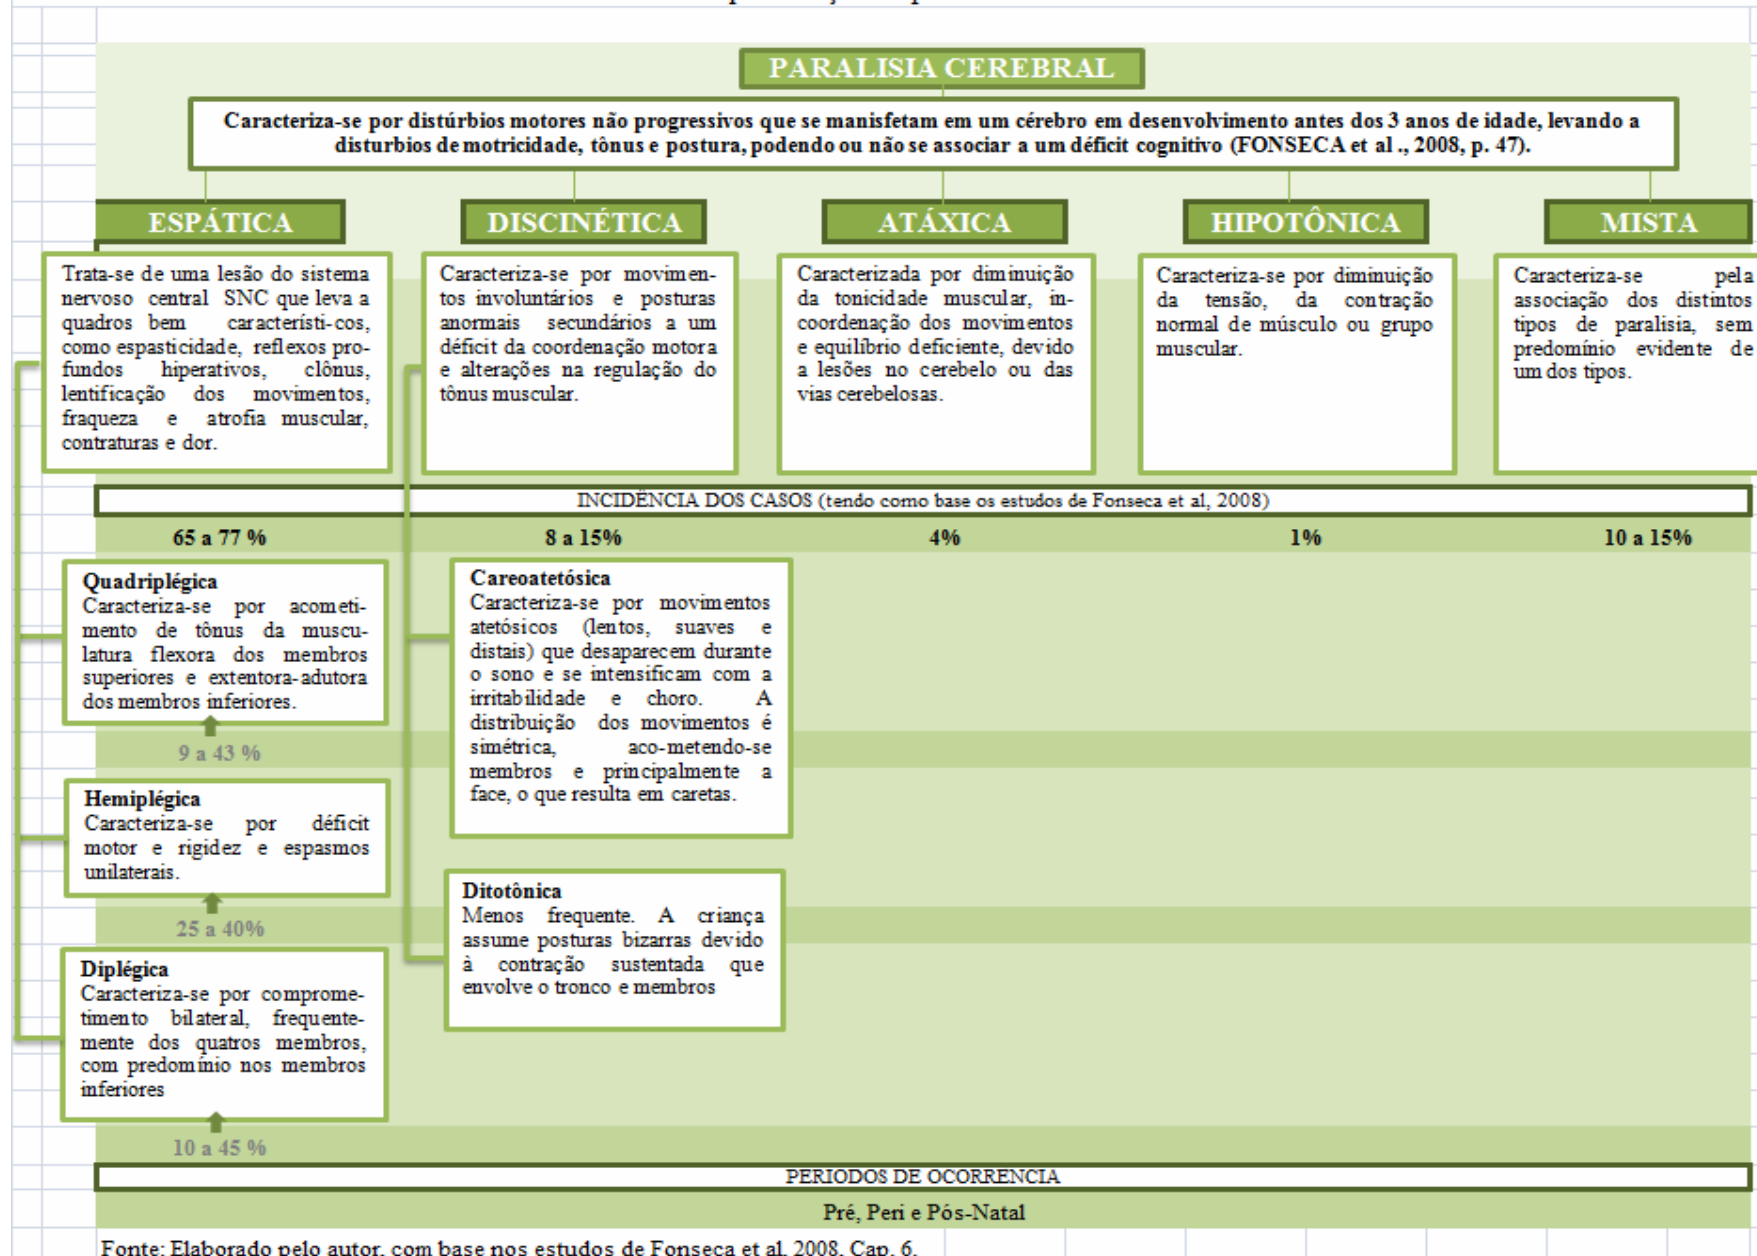 PARALISIA CEREBRAL
Caracteriza-se por distúrbios motores não progressivos que se manisfetam em um cérebro em desenvolvimento antes dos 3 anos de idade, levando a
disturbios de motricidade, tônus e postura, podendo ou não se associar a um déficit cognitivo (FONSECA et al ., 2008, p. 47).
ESPÁTICA
Trata-se de uma lesão do sistema
nervoso central SNC que leva a
quadros bem característi-cos,
como espasticidade, reflexos pro-
fundos hiperativos, clônus,
lentificação dos movimentos,
fraqueza e atrofia muscular,
contraturas e dor.
DISCINÉTICA
Caracteriza-se por movimen-
tos involuntários e posturas
anormais secundários a um
déficit da coordenação motora
e alterações na regulação do
tônus muscular.
ATÁXICA
Caracterizada por diminuição
da tonicidade muscular, in-
coordenação dos movimentos
e equilíbrio deficiente, devido
a lesões no cerebelo ou das
vias cerebelosas.
HIPOTÔNICA
Caracteriza-se por diminuição
da tensão, da contração
normal de músculo ou grupo
muscular.
MISTA
Caracteriza-se pela
associação dos distintos
tipos de paralisia, sem
predomínio evidente de
um dos tipos.
INCIDÊNCIA DOS CASOS (tendo como base os estudos de Fonseca et al, 2008)
65 a 77 %
8 a 15%
4%
1%
10 a 15%
Quadriplégica
Caracteriza-se por acometi-
mento de tônus da muscu-
latura flexora dos membros
superiores e extentora-adutora
dos membros inferiores.
9 a 43 %
Hemiplégica
Caracteriza-se por déficit
motor e rigidez e espasmos
unilaterais.
25 a 40%
Diplégica
Caracteriza-se por comprome-
timento bilateral, frequente-
mente dos quatros membros,
com predomínio nos membros
inferiores
10 a 45 %
Careoatetósica
Caracteriza-se por movimentos
atetósicos (lentos, suaves e
distais) que desaparecem durante
o sono e se intensificam com a
irritabilidade e choro. A
distribuição dos movimentos é
simétrica, aco-metendo-se
membros e principalmente a
face, o que resulta em caretas.
Ditotônica
Menos frequente. A criança
assume posturas bizarras devido
à contração sustentada que
envolve o tronco e membros
PERIODOS DE OCORRENCIA
Pré, Peri e Pós-Natal
Fonte: Elaborado pelo autor, com base nos estudos de Fonseca et al, 2008, Cap. 6.